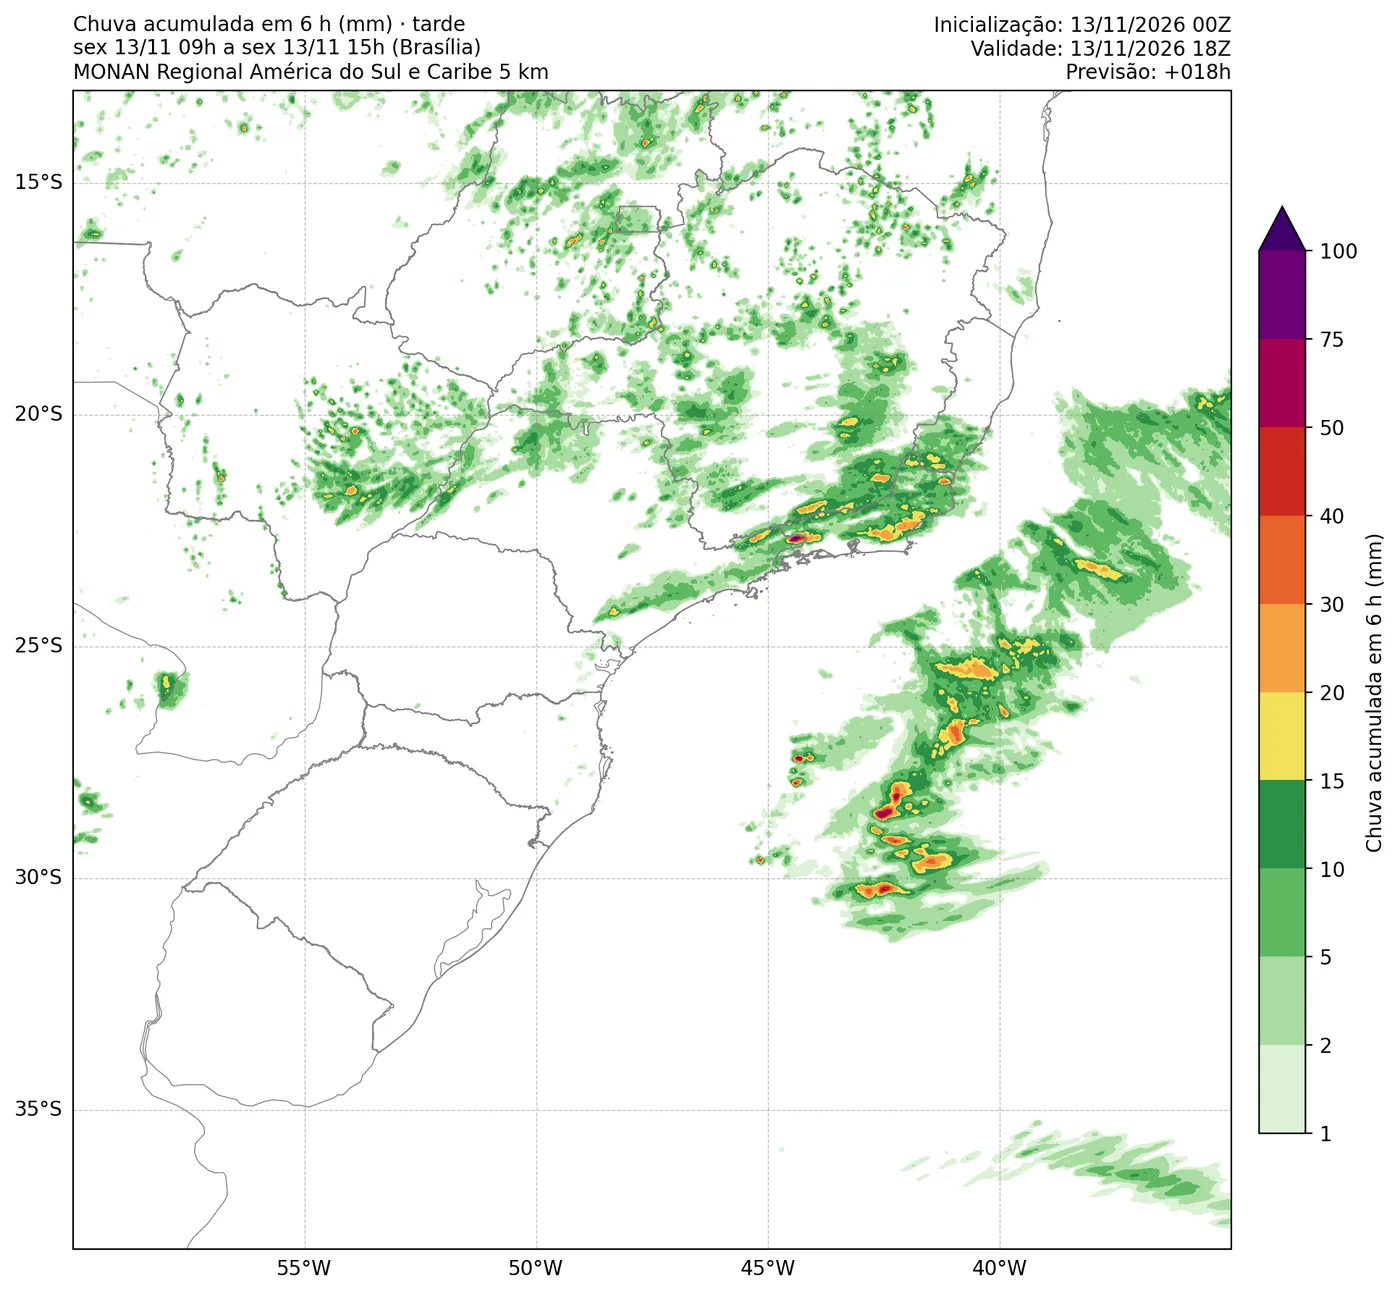 Chuva acumulada em 6 h (mm) · tarde
sex 13/11 09h a sex 13/11 15h (Brasília)
MONAN Regional América do Sul e Caribe 5 km
Inicialização: 13/11/2026 00Z
Validade: 13/11/2026 18Z
Previsão: +018h
15°S
20°S
25°S
30°S
35°S
55°W
50°W
45°W
40°W
100
75
50
40
30
20
15
10
5
2
1
Chuva acumulada em 6 h (mm)